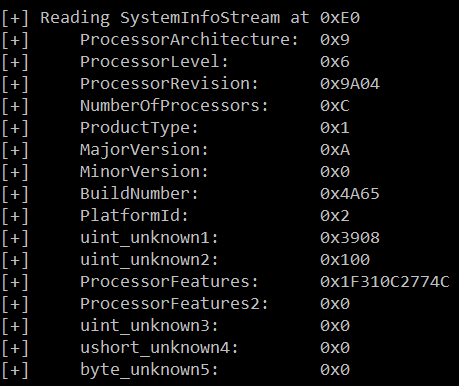 [+] Reading SystemInfoStream at 0xE0
[+] ProcessorArchitecture: 0x9
[+] ProcessorLevel: 0x6
[+] ProcessorRevision: 0x9A04
[+] NumberOfProcessors: 0xC
[+] ProductType: 0x1
[+] MajorVersion: 0xA
[+] MinorVersion: 0x0
[+] BuildNumber: 0x4A65
[+] PlatformId: 0x2
[+] uint_unknown1: 0x3908
[+] uint_unknown2: 0x100
[+] ProcessorFeatures: 0x1F310C2774C
[+] ProcessorFeatures2: 0x0
[+] uint_unknown3: 0x0
[+] ushort_unknown4: 0x0
[+] byte_unknown5: 0x0